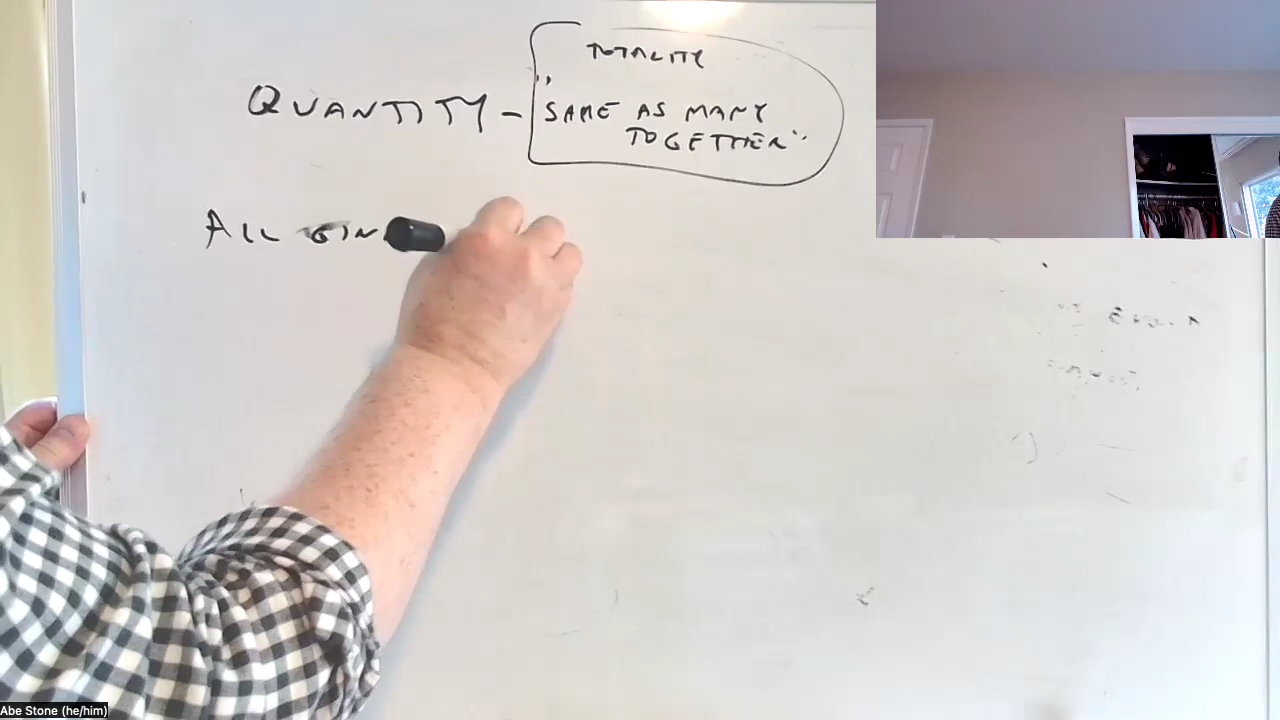 TOTALITY
QUANTITY - "SAME AS MANY
TOGETHER"
ALL
Abe Stone (he/him)